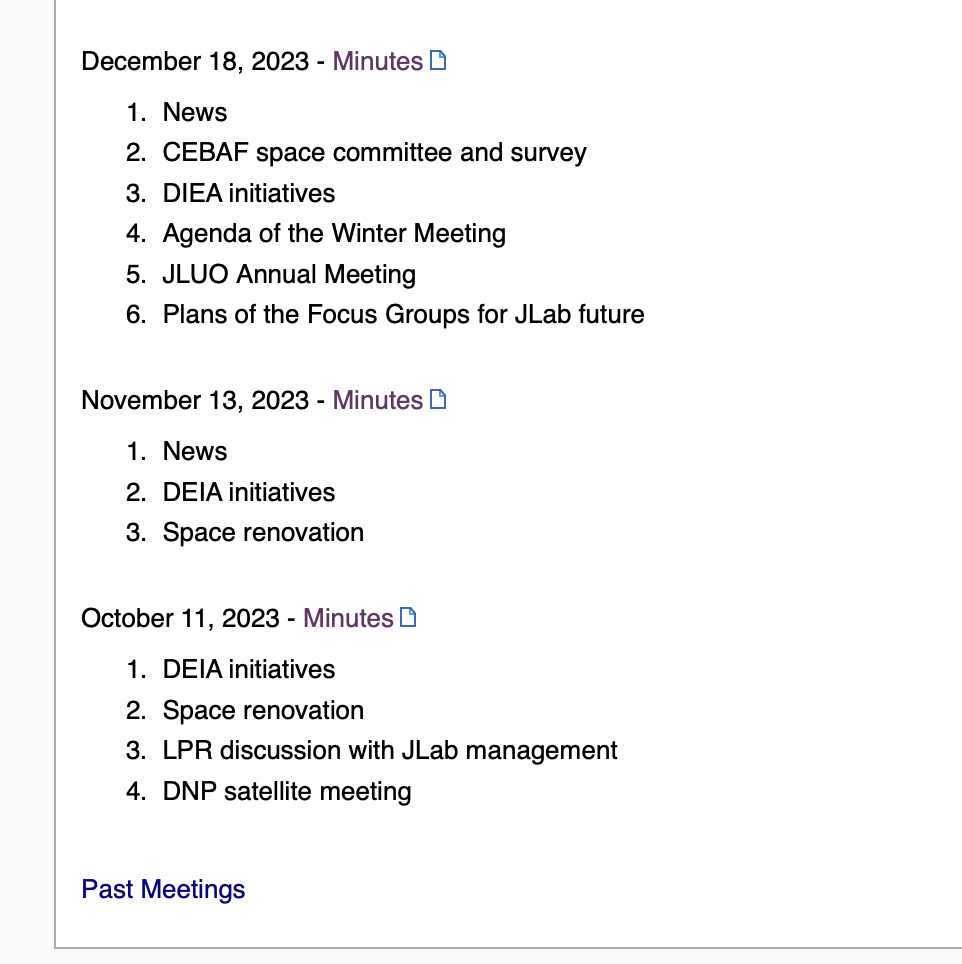 December 18, 2023 - Minutes
1. News
2. CEBAF space committee and survey
3. DIEA initiatives
4. Agenda of the Winter Meeting
5. JLUO Annual Meeting
6. Plans of the Focus Groups for JLab future
November 13, 2023 - Minutes
1. News
2. DEIA initiatives
3. Space renovation
October 11, 2023 - Minutes
1. DEIA initiatives
2. Space renovation
3. LPR discussion with JLab management
4. DNP satellite meeting
Past Meetings